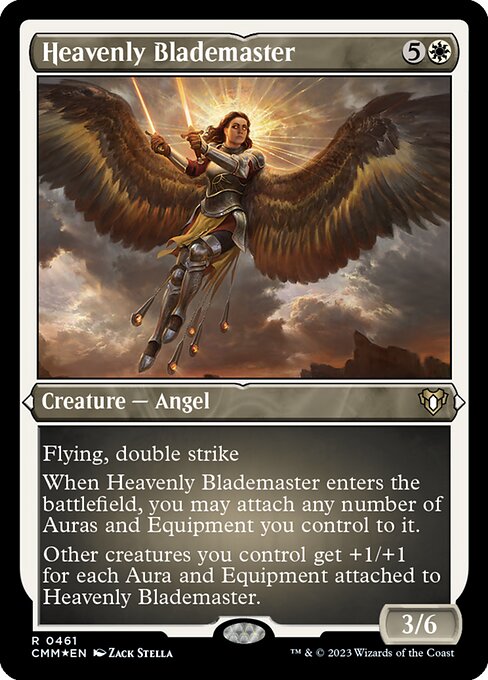 Heavenly Blademaster 5
Creature — Angel
Flying, double strike
When Heavenly Blademaster enters the
battlefield, you may attach any number of
Auras and Equipment you control to it.
Other creatures you control get +1/+1
for each Aura and Equipment attached to
Heavenly Blademaster.
3/6
R 0461
CMM★EN Zack Stella
™ & © 2023 Wizards of the Coast